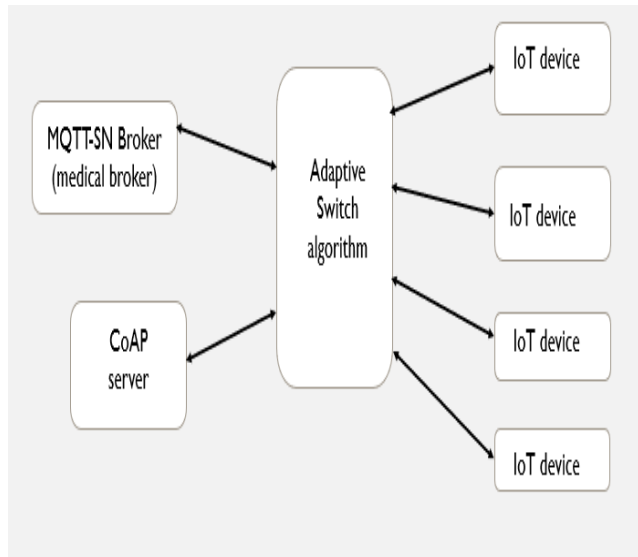 MQTT-SN Broker
(medical broker)
CoAP
server
Adaptive
Switch
algorithm
IoT device
IoT device
IoT device
IoT device